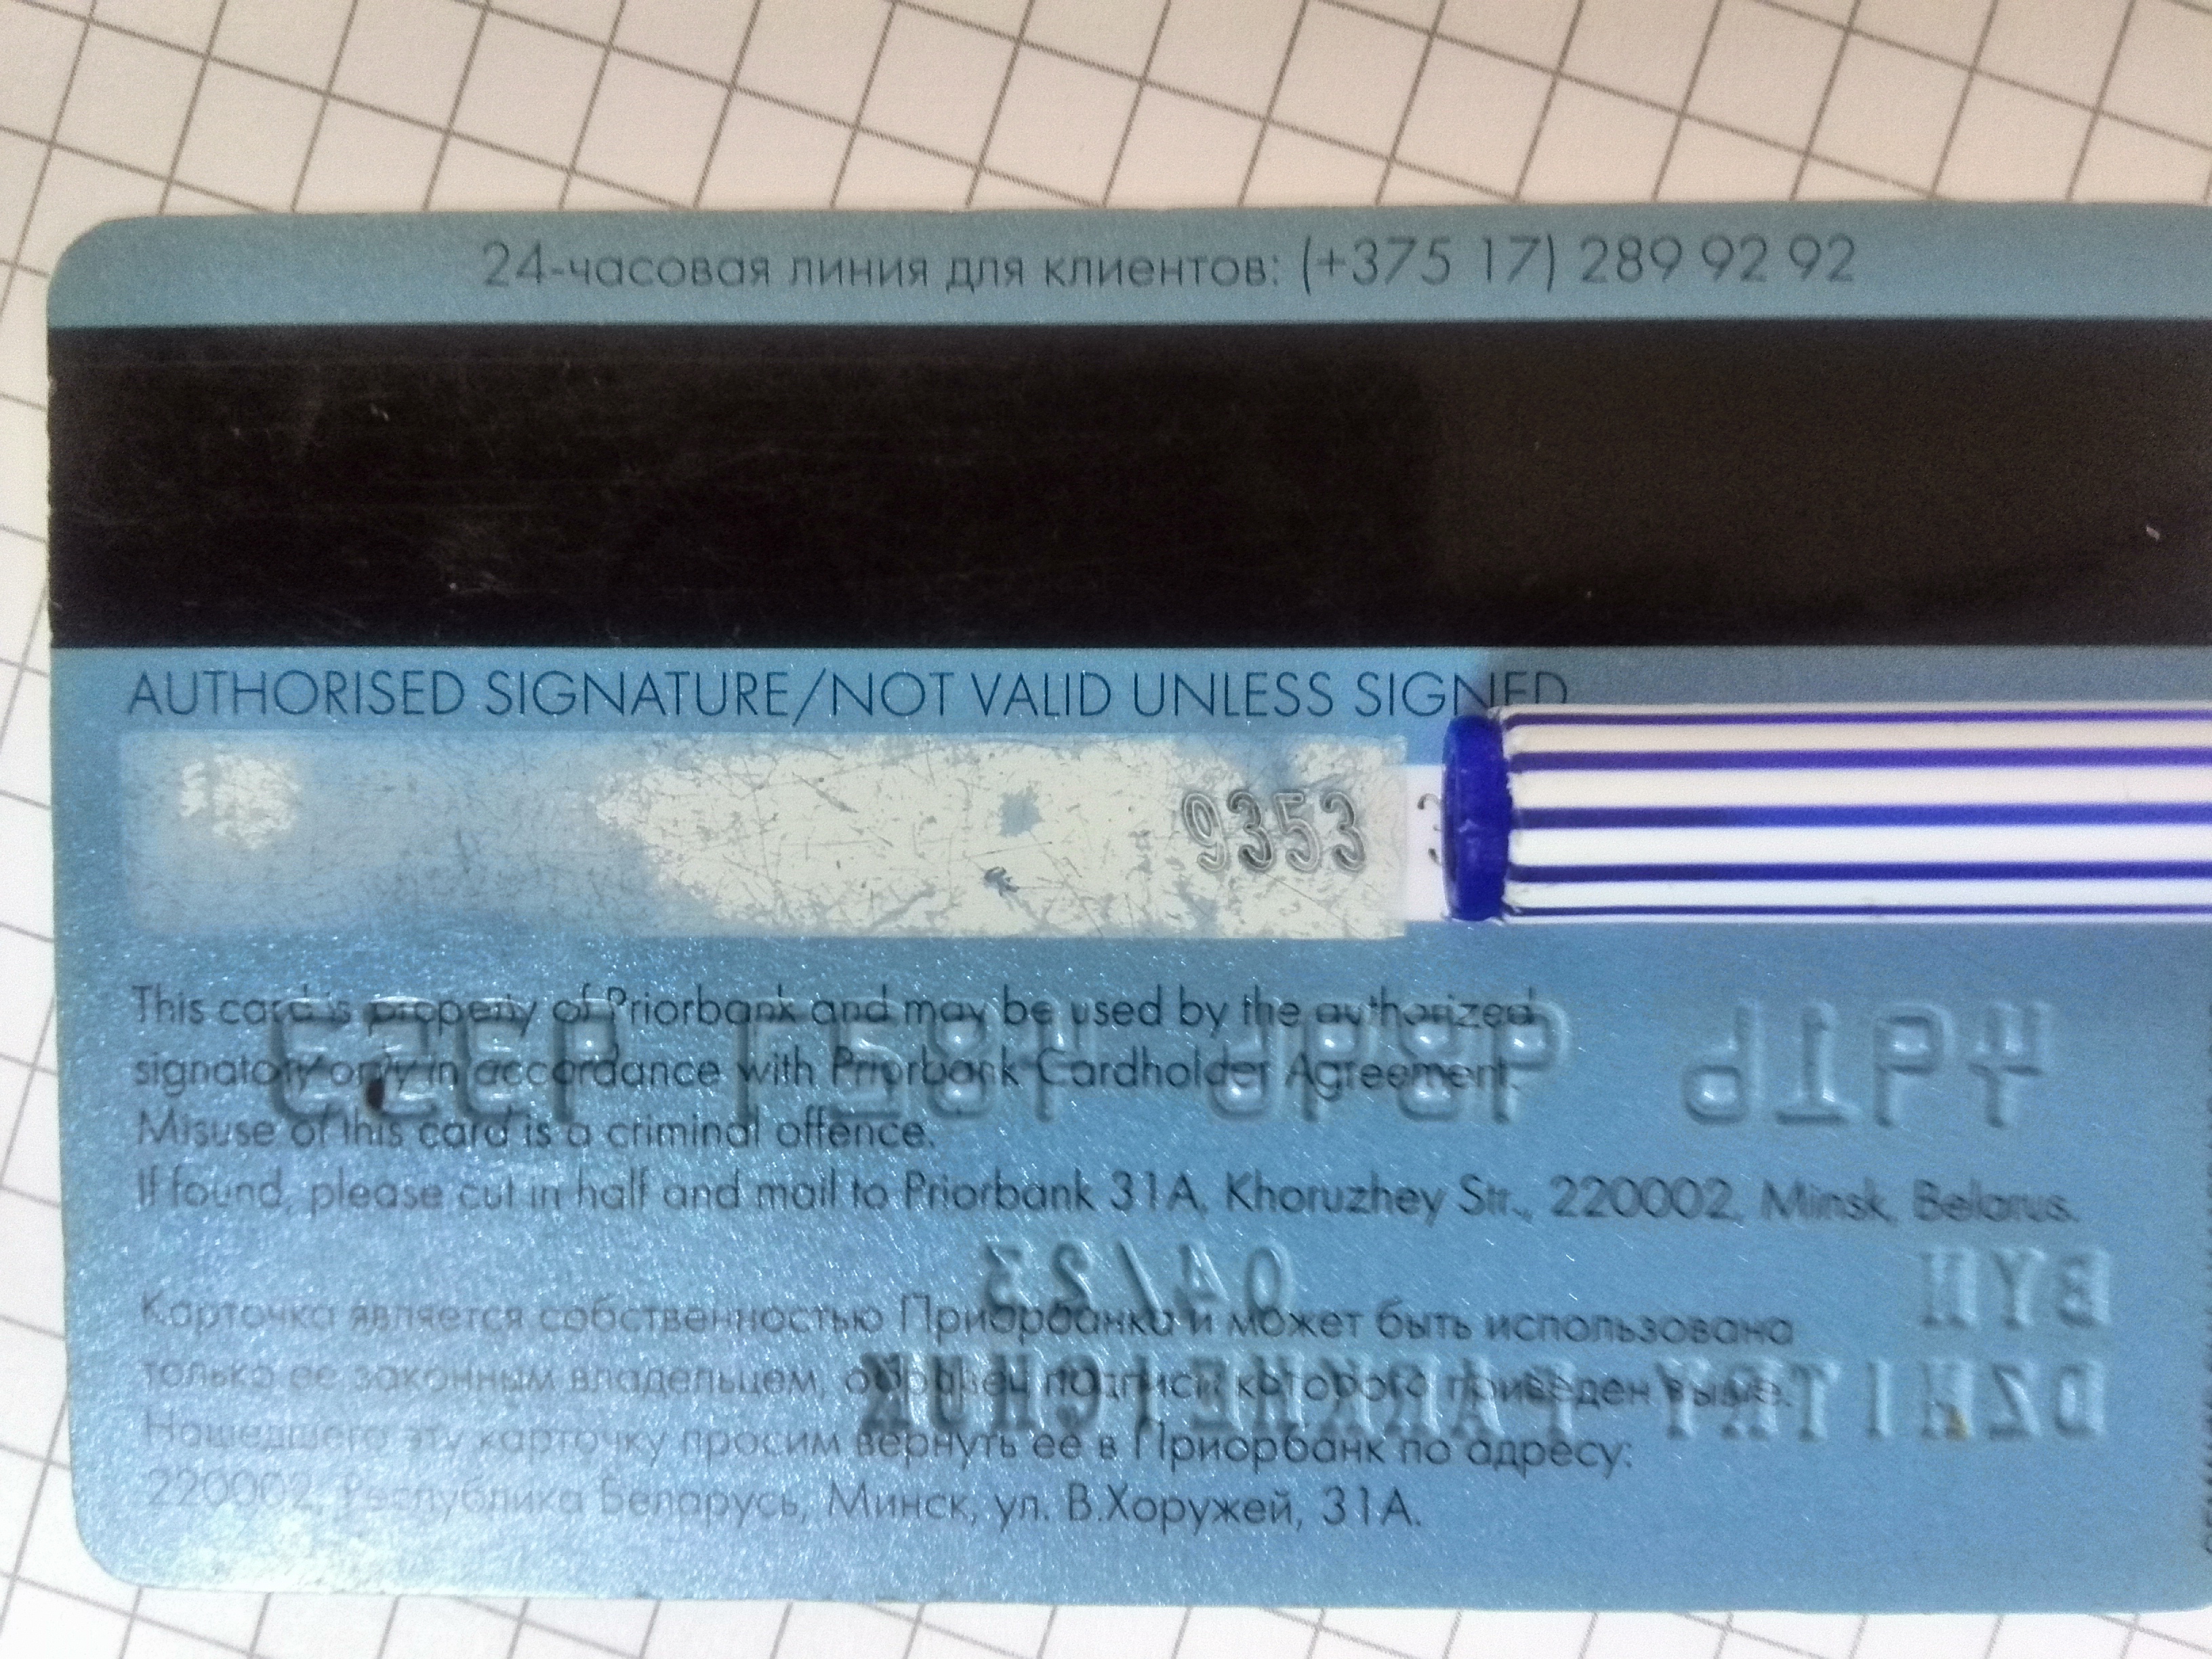 24-часовая линия для клиентов: (+375 17) 289 92 92
AUTHORISED SIGNATURE/NOT VALID UNLESS SIGNED
9353
This card is property of Priorbank and may be used by the authorized
signatory only in accordance with Priorbank Cardholder Agreement.
Misuse of this card is a criminal offence.
If found, please cut in half and mail to Priorbank 31A, Khoruzhey Str., 220002, Minsk, Belarus.
04/23
BYN
Карточка является собственностью Приорбанка и может быть использована
только ее законным владельцем, образец подписи которого приведен выше.
Нашедшего эту карточку просим вернуть ее в Приорбанк по адресу:
220002, Республика Беларусь, Минск, ул. В.Хоружей, 31А.